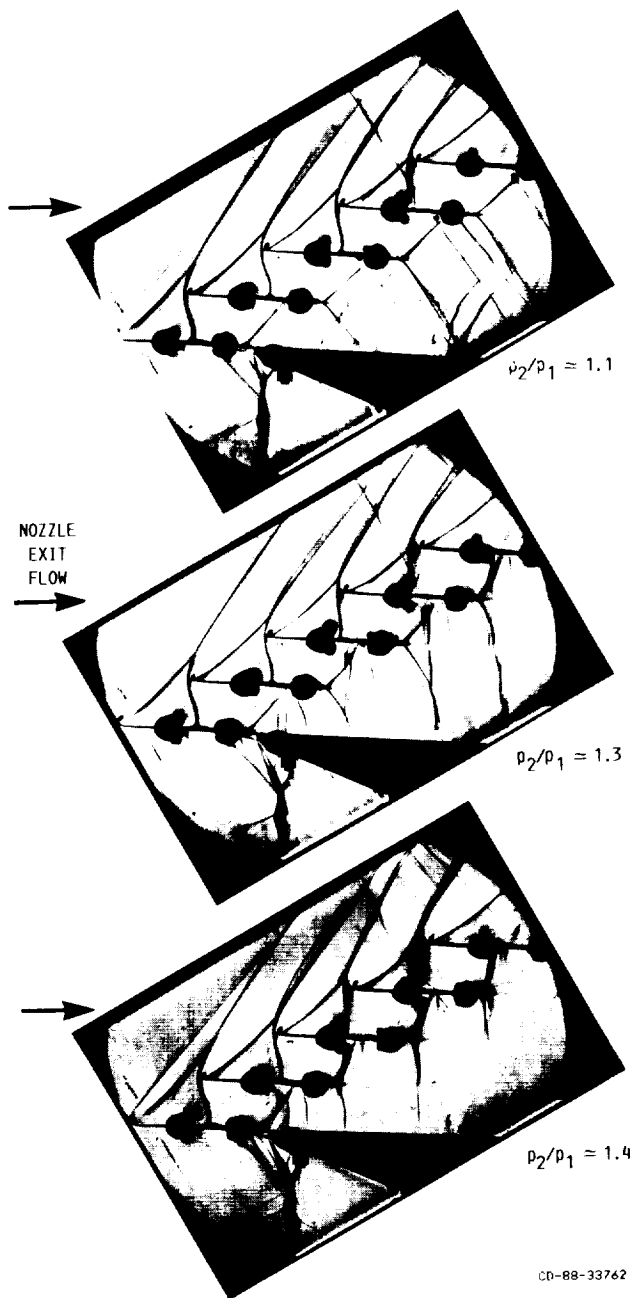 p₂/p₁ ≃ 1.1
NOZZLE
EXIT
FLOW
p₂/p₁ ≃ 1.3
p₂/p₁ ≃ 1.4
CD-88-33762